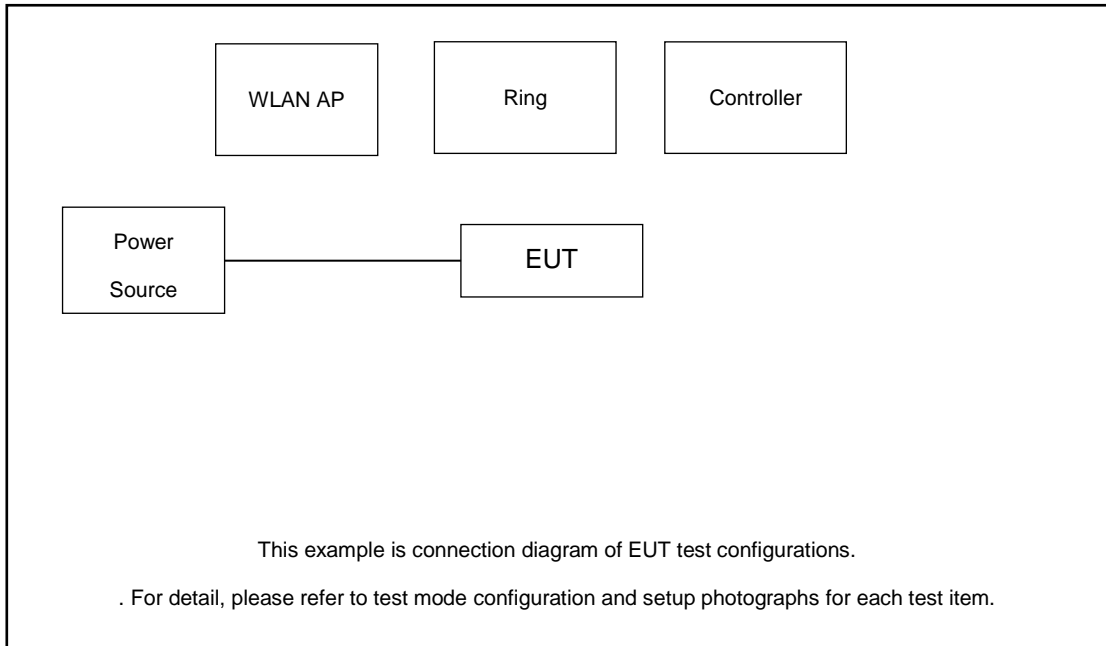 WLAN AP
Ring
Controller
Power
Source
EUT
This example is connection diagram of EUT test configurations.
. For detail, please refer to test mode configuration and setup photographs for each test item.